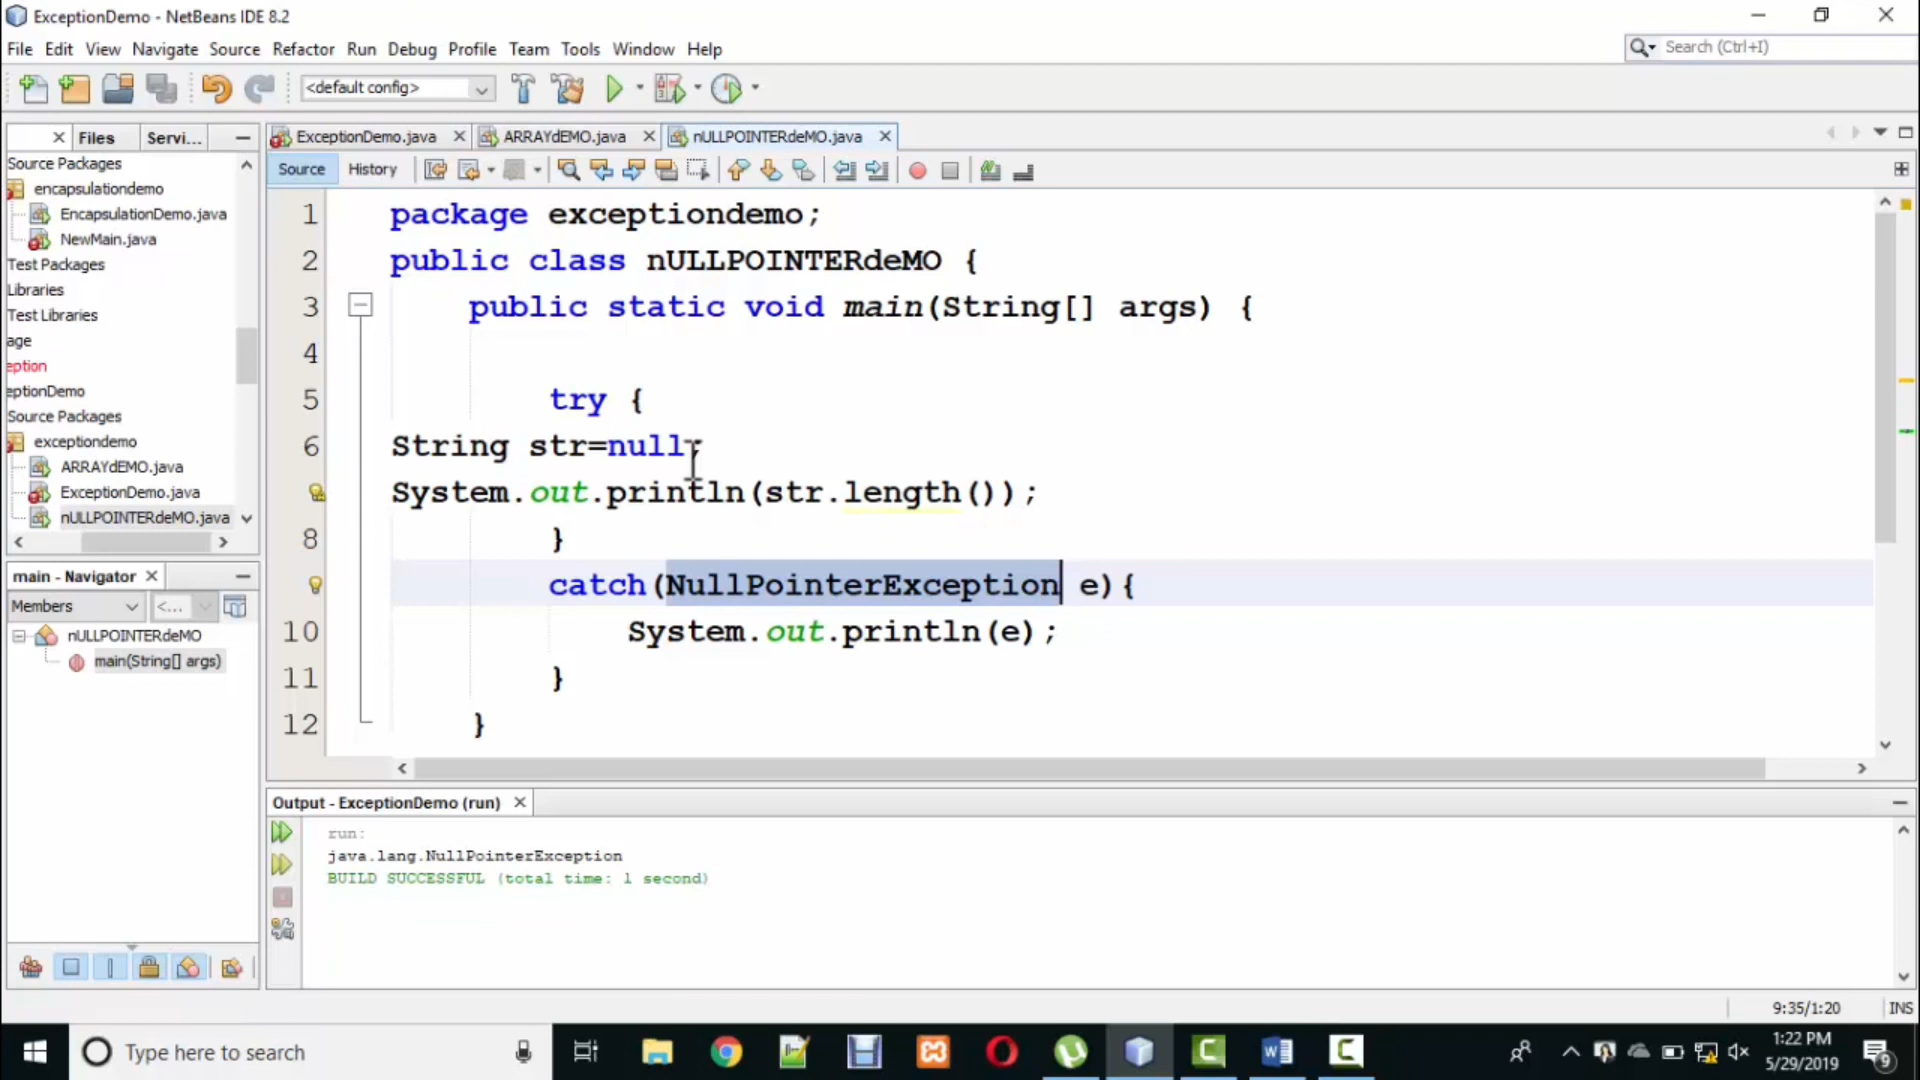 ExceptionDemo - NetBeans IDE 8.2
File Edit View Navigate Source Refactor Run Debug Profile Team Tools Window Help
Search (Ctrl+I)
<default config>
Files Servi...
ExceptionDemo.java ARRAYdEMO.java nULLPOINTERdeMO.java
Source History
Source Packages
encapsulationdemo
EncapsulationDemo.java
NewMain.java
Test Packages
Libraries
Test Libraries
age
eption
eptionDemo
Source Packages
exceptiondemo
ARRAYdEMO.java
ExceptionDemo.java
nULLPOINTERdeMO.java
main - Navigator
Members <...
nULLPOINTERdeMO
main(String[] args)
1 package exceptiondemo;
2 public class nULLPOINTERdeMO {
3 public static void main(String[] args) {
4
5 try {
6 String str=null;
System.out.println(str.length());
8 }
catch(NullPointerException e){
10 System.out.println(e);
11 }
12 }
Output - ExceptionDemo (run)
run:
java.lang.NullPointerException
BUILD SUCCESSFUL (total time: 1 second)
9:35/1:20 INS
Type here to search
1:22 PM
5/29/2019
9